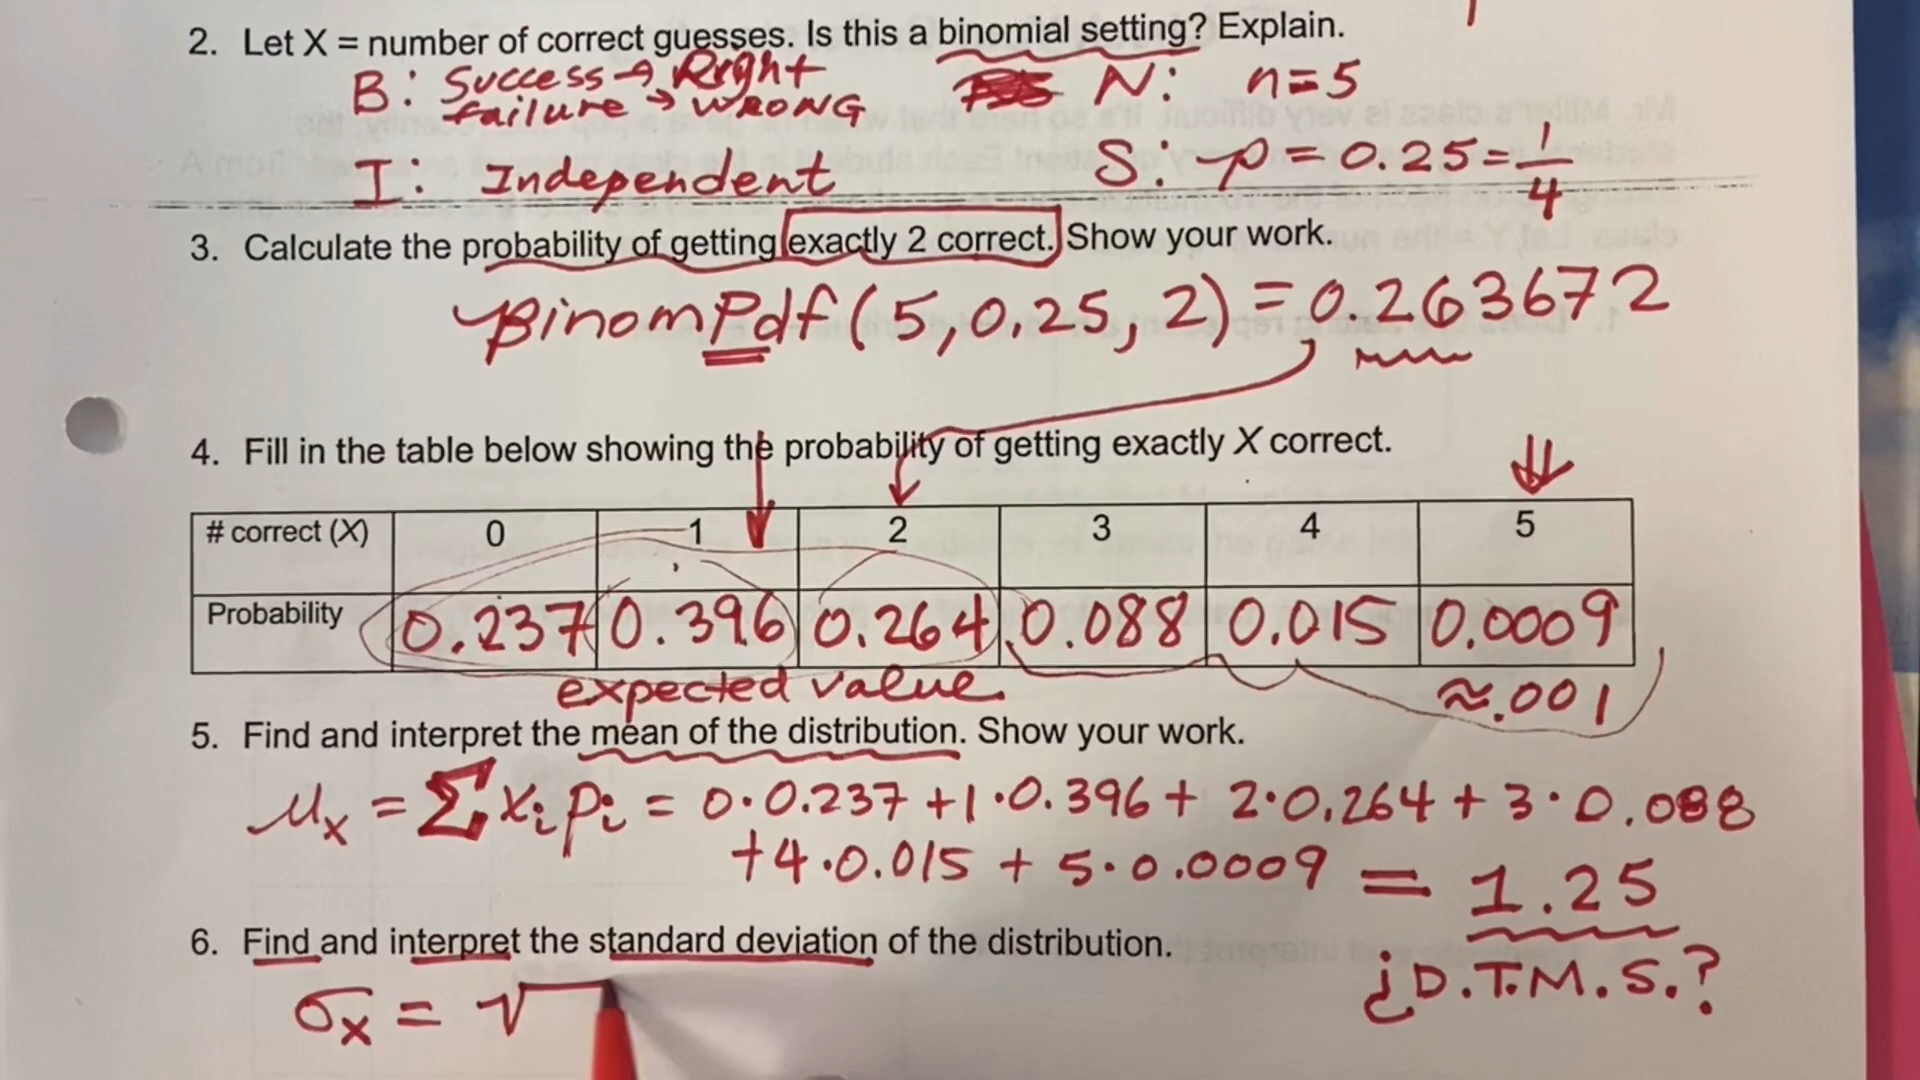 2. Let X = number of correct guesses. Is this a binomial setting? Explain.
B: Success → Right
failure → WRONG
N: n=5
I: Independent
S: -p = 0.25 = 1/4
3. Calculate the probability of getting exactly 2 correct. Show your work.
BinomPdf(5,0.25,2) = 0.263672
4. Fill in the table below showing the probability of getting exactly X correct.
# correct (X) 0 1 2 3 4 5
Probability 0.237 0.396 0.264 0.088 0.015 0.0009
≈.001
expected value.
5. Find and interpret the mean of the distribution. Show your work.
μx = Σ xi pi = 0·0.237 + 1·0.396 + 2·0.264 + 3·0.088
+4·0.015 + 5·0.0009 = 1.25
6. Find and interpret the standard deviation of the distribution.
¿D.T.M.S.?
σx = √